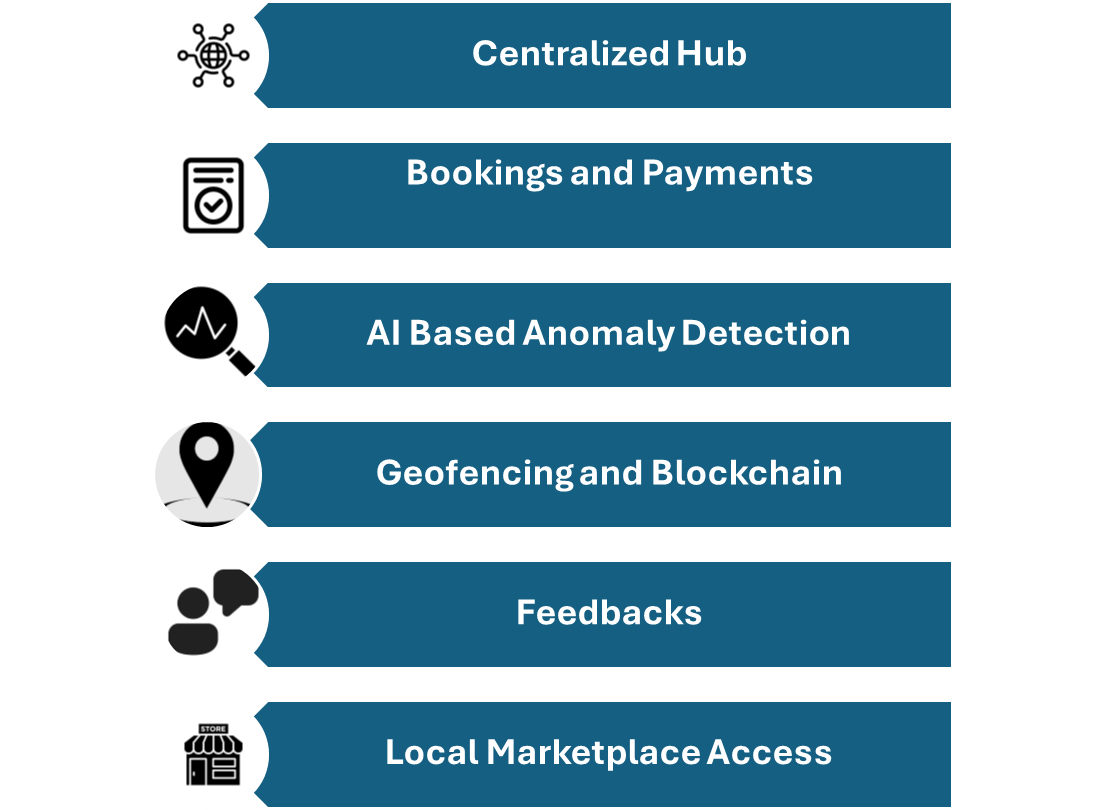 Centralized Hub
Bookings and Payments
AI Based Anomaly Detection
Geofencing and Blockchain
Feedbacks
STORE
Local Marketplace Access